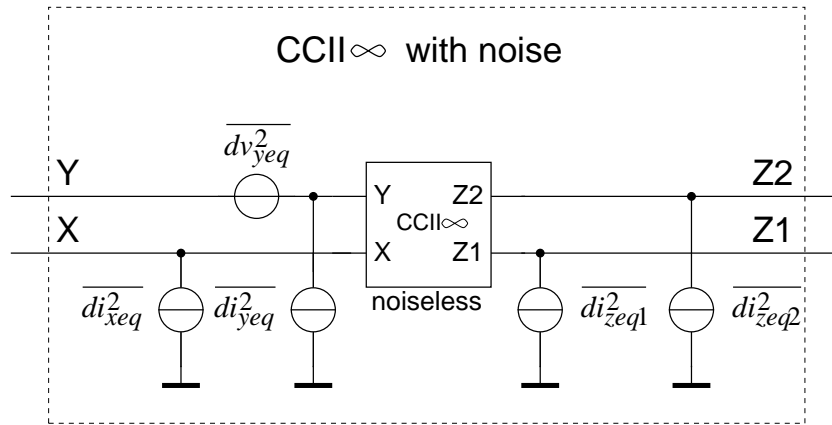 CCII∞ with noise
dv²yeq
Y
Z2
Y
Z2
CCII∞
X
Z1
X
Z1
di²xeq
di²yeq
noiseless
di²zeq1
di²zeq2